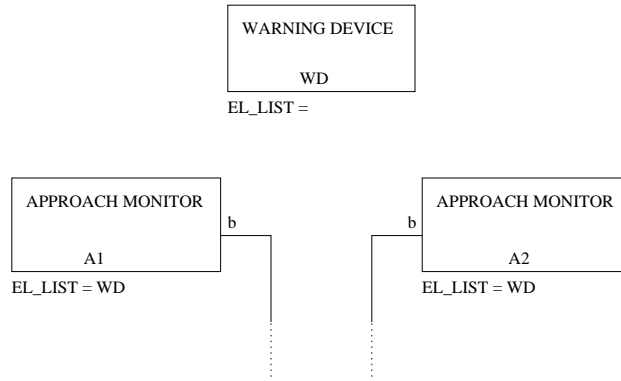 WARNING DEVICE
WD
EL_LIST =
APPROACH MONITOR
b
A1
EL_LIST = WD
b
APPROACH MONITOR
A2
EL_LIST = WD